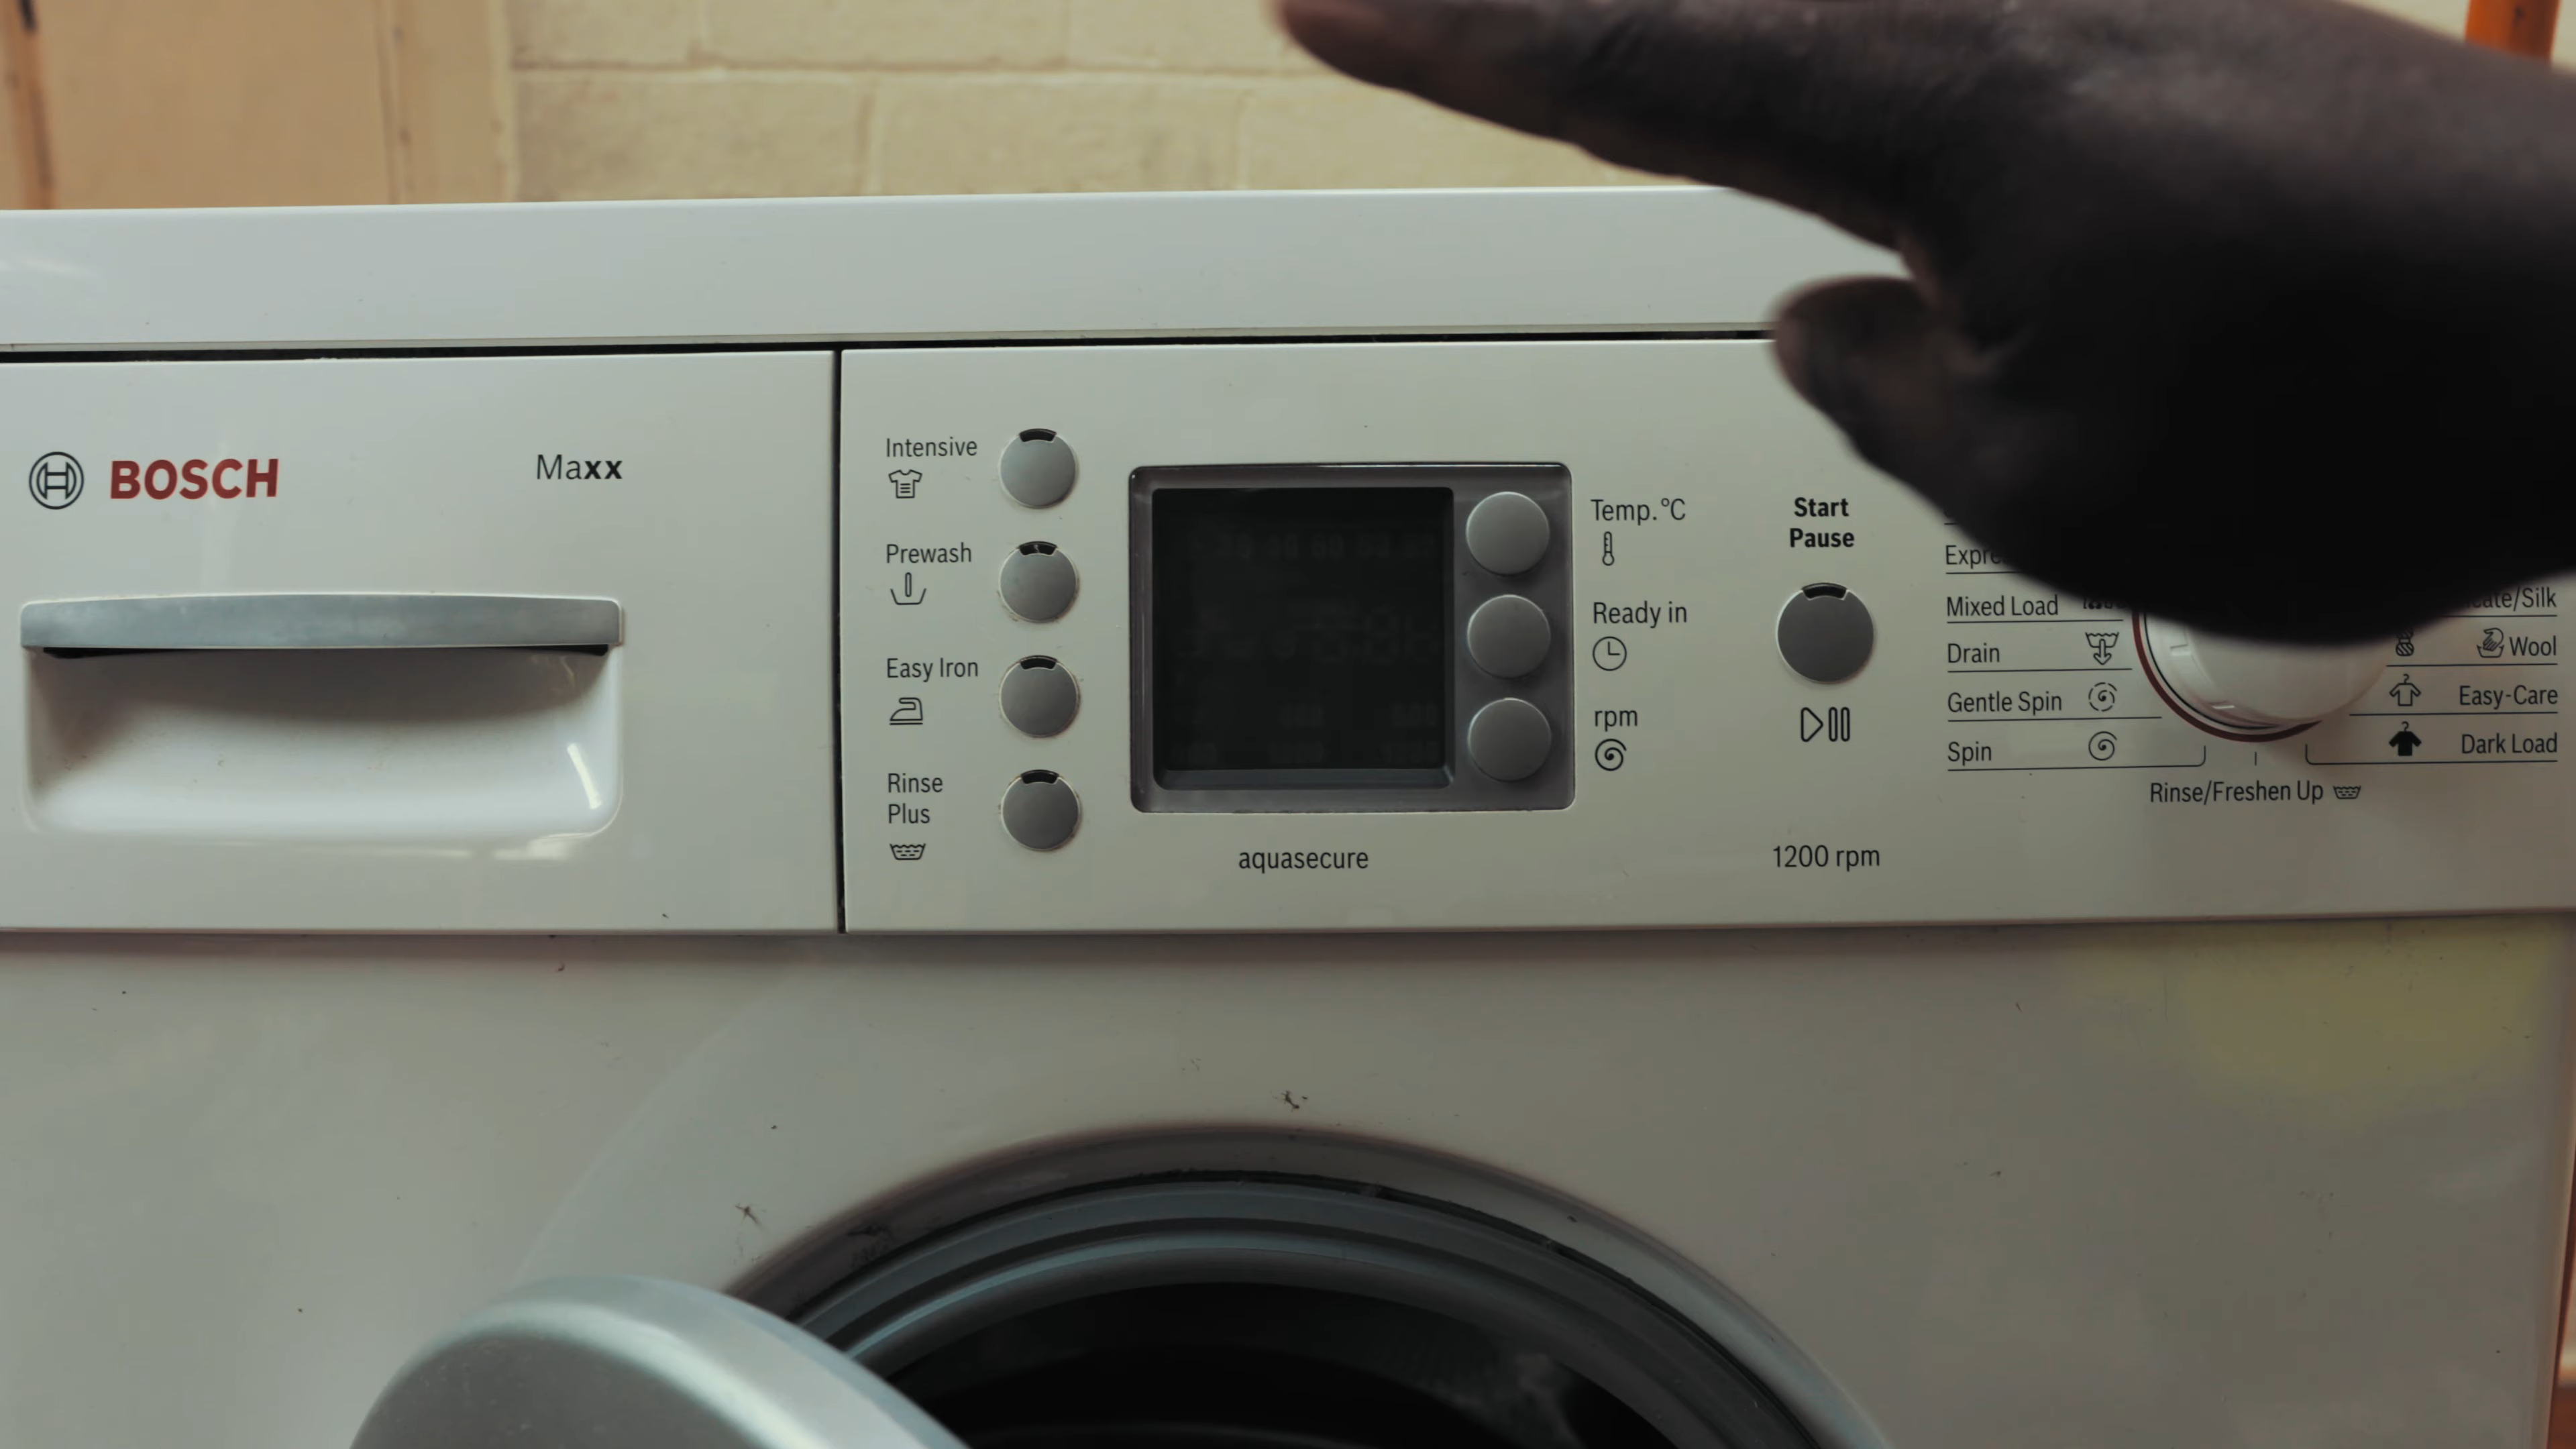 BOSCH
Maxx
Intensive
Prewash
Easy Iron
Rinse
Plus
aquasecure
Temp. °C
Ready in
rpm
Start
Pause
1200 rpm
Mixed Load
Drain
Gentle Spin
Spin
Rinse/Freshen Up
Wool
Easy-Care
Dark Load